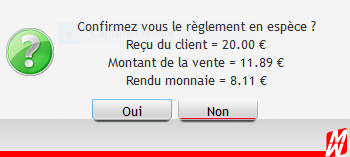 Confirmez vous le règlement en espèce ?
Reçu du client = 20.00 €
Montant de la vente = 11.89 €
Rendu monnaie = 8.11 €
Oui
Non